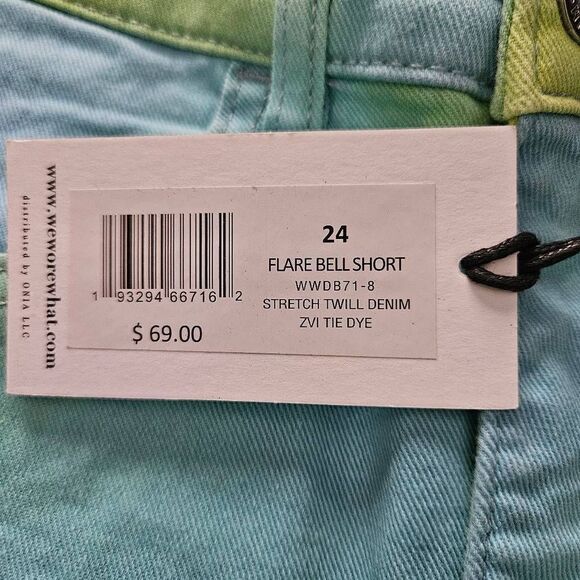 www.weworewhat.com
distributed by ONIA LLC
1 93294 66716 2
$ 69.00
24
FLARE BELL SHORT
WWDB71-8
STRETCH TWILL DENIM
ZVI TIE DYE